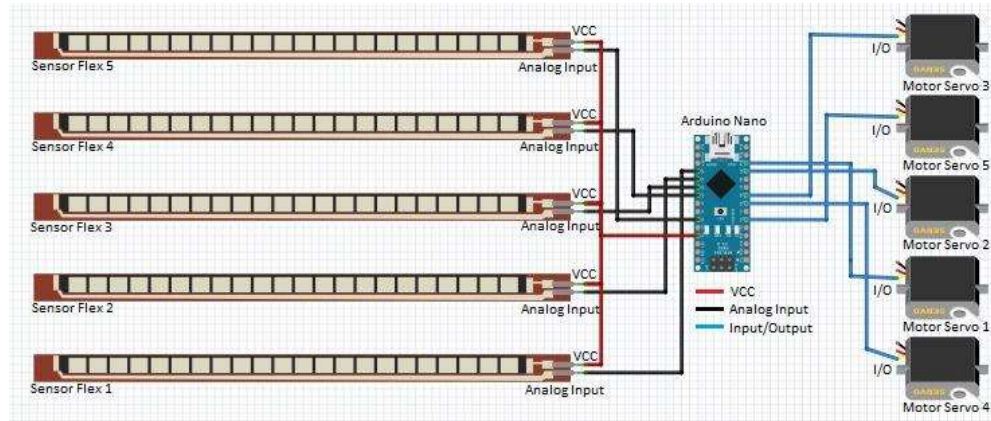 VCC
Sensor Flex 5
Analog Input
VCC
Sensor Flex 4
Analog Input
VCC
Sensor Flex 3
Analog Input
VCC
Sensor Flex 2
Analog Input
VCC
Sensor Flex 1
Analog Input
Arduino Nano
VCC
Analog Input
Input/Output
I/O
Motor Servo 3
I/O
Motor Servo 5
I/O
SERVO
Motor Servo 2
I/O
Motor Servo 1
I/O
SERVO
Motor Servo 4